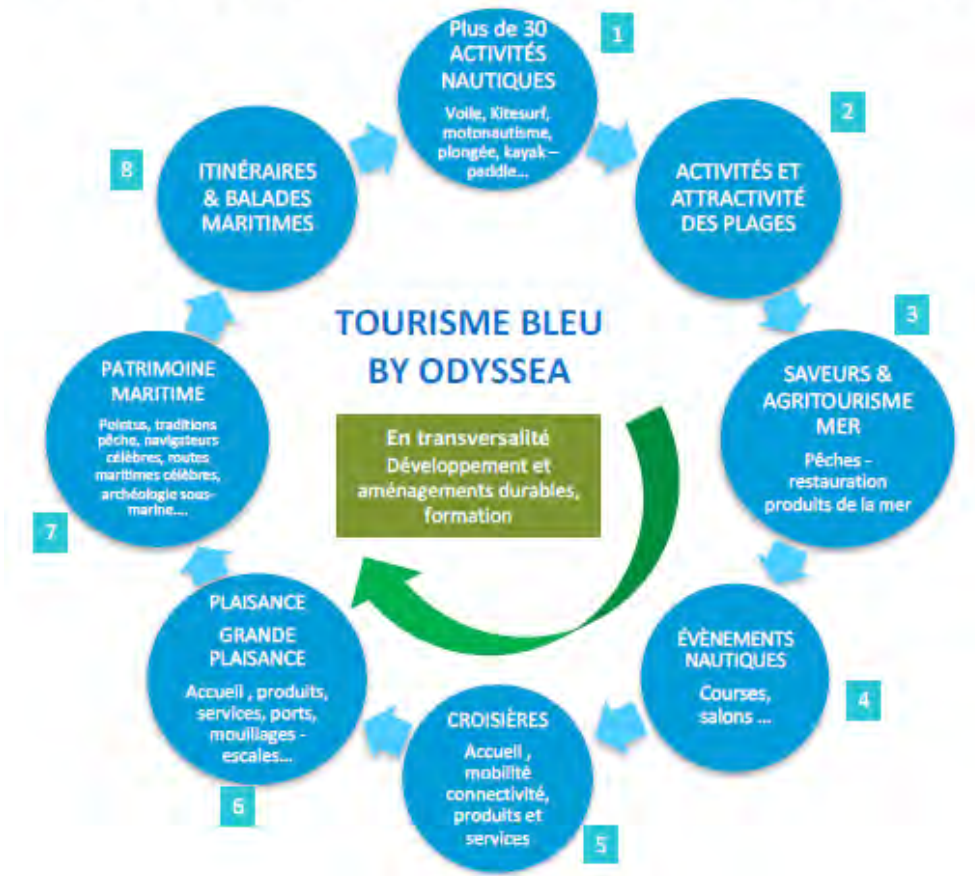 Plus de 30
ACTIVITÉS
NAUTIQUES
Voile, Kitesurf,
motonautisme,
plongée, kayak –
paddle...
1
ACTIVITÉS ET
ATTRACTIVITÉ
DES PLAGES
2
SAVEURS &
AGRITOURISME
MER
Pêches -
restauration
produits de la mer
3
ÉVÈNEMENTS
NAUTIQUES
Courses,
salons ...
4
CROISIÈRES
Accueil ,
mobilité
connectivité,
produits et
services
5
PLAISANCE
GRANDE
PLAISANCE
Accueil , produits,
services, ports,
mouillages -
escales...
6
PATRIMOINE
MARITIME
Pointus, traditions
pêche, navigateurs
célèbres, routes
maritimes célèbres,
archéologie sous-
marine....
7
ITINÉRAIRES
& BALADES
MARITIMES
8
TOURISME BLEU
BY ODYSSEA
En transversalité
Développement et
aménagements durables,
formation